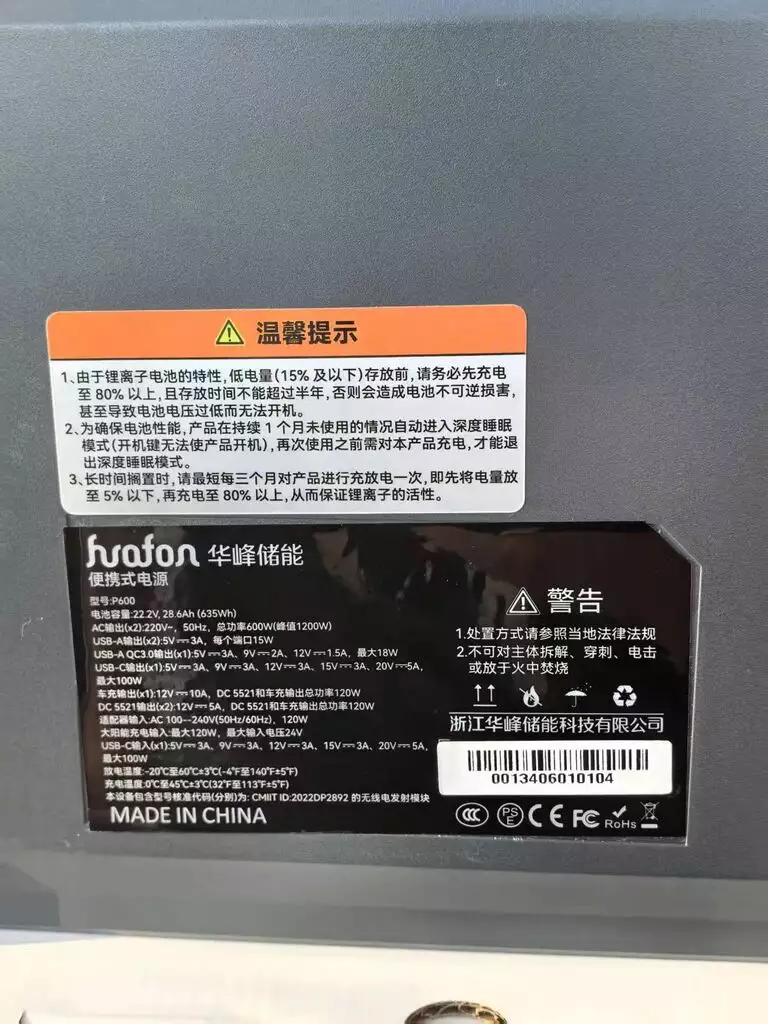 温馨提示
1、由于锂离子电池的特性,低电量(15%及以下)存放前,请务必先充电
至80%以上,且存放时间不能超过半年,否则会造成电池不可逆损害,
甚至导致电池电压过低而无法开机。
2、为确保电池性能,产品在持续1个月未使用的情况自动进入深度睡眠
模式(开机键无法使产品开机),再次使用之前需对本产品充电,才能退
出深度睡眠模式。
3、长时间搁置时,请最短每三个月对产品进行充放电一次,即先将电量放
至5%以下,再充电至80%以上,从而保证锂离子的活性。
huafon 华峰储能
便携式电源
型号:P600
电池容量:22.2V, 28.6Ah (635Wh)
AC输出(x2):220V~, 50Hz, 总功率600W(峰值1200W)
USB-A输出(x2):5V⎓3A, 每个端口15W
USB-A QC3.0输出(x1):5V⎓3A, 9V⎓2A, 12V⎓1.5A, 最大18W
USB-C输出(x1):5V⎓3A, 9V⎓3A, 12V⎓3A, 15V⎓3A, 20V⎓5A,
最大100W
车充输出(x1):12V⎓10A, DC 5521和车充输出总功率120W
DC 5521输出(x2):12V⎓5A, DC 5521和车充输出总功率120W
适配器输入:AC 100~240V(50Hz/60Hz), 120W
太阳能充电输入:最大120W, 最大输入电压24V
USB-C输入(x1):5V⎓3A, 9V⎓3A, 12V⎓3A, 15V⎓3A, 20V⎓5A,
最大100W
放电温度:-20℃至60℃±3℃(-4℉至140℉±5℉)
充电温度:0℃至45℃±3℃(32℉至113℉±5℉)
本设备包含型号核准代码(分别)为: CMIIT ID:2022DP2892 的无线电发射模块
MADE IN CHINA
警告
1.处置方式请参照当地法律法规
2.不可对主体拆解、穿刺、电击
或放于火中焚烧
浙江华峰储能科技有限公司
0013406010104
CCC PSE CE FC RoHs